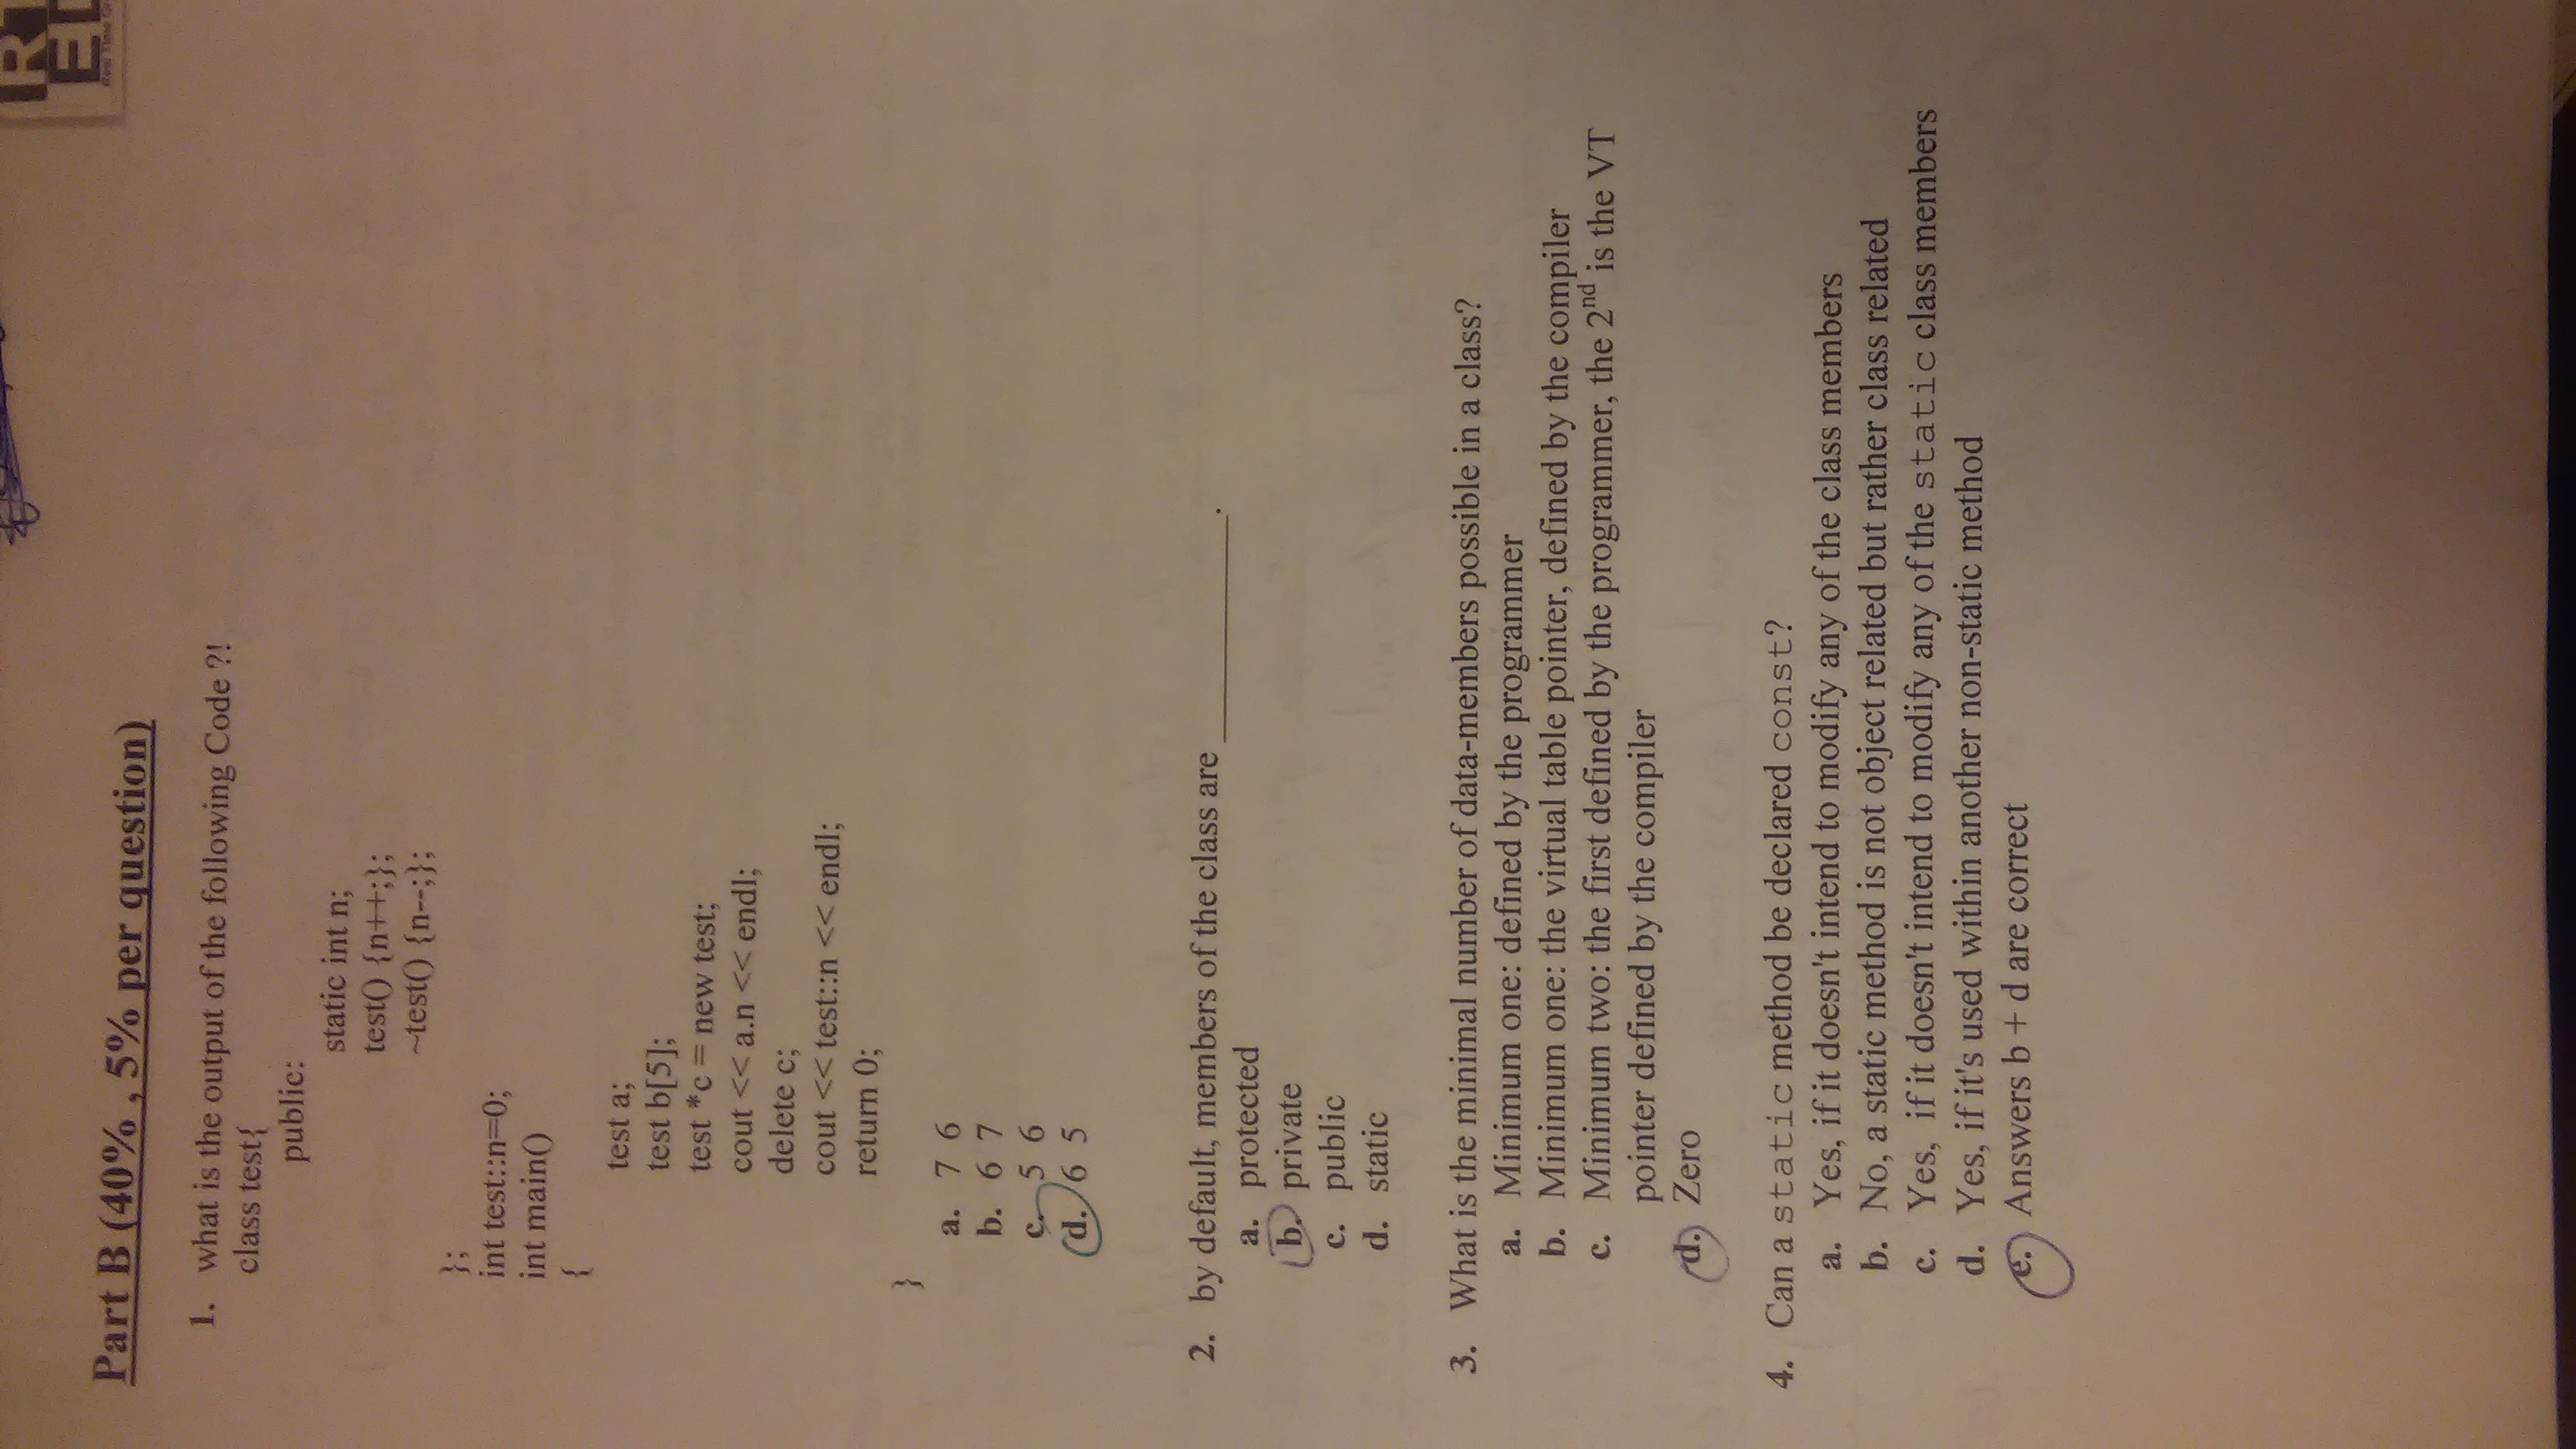 RT
ED
Real Time Gr
Part B (40% , 5% per question)
1. what is the output of the following Code ?!
class test{
public:
static int n;
test() {n++;};
~test() {n--;};
};
int test::n=0;
int main()
{
test a;
test b[5];
test *c = new test;
cout << a.n << endl;
delete c;
cout << test::n << endl;
return 0;
}
a. 7 6
b. 6 7
c. 5 6
d. 6 5
2. by default, members of the class are ____________.
a. protected
b. private
c. public
d. static
3. What is the minimal number of data-members possible in a class?
a. Minimum one: defined by the programmer
b. Minimum one: the virtual table pointer, defined by the compiler
c. Minimum two: the first defined by the programmer, the 2nd is the VT
pointer defined by the compiler
d. Zero
4. Can a static method be declared const?
a. Yes, if it doesn't intend to modify any of the class members
b. No, a static method is not object related but rather class related
c. Yes, if it doesn't intend to modify any of the static class members
d. Yes, if it's used within another non-static method
e. Answers b + d are correct